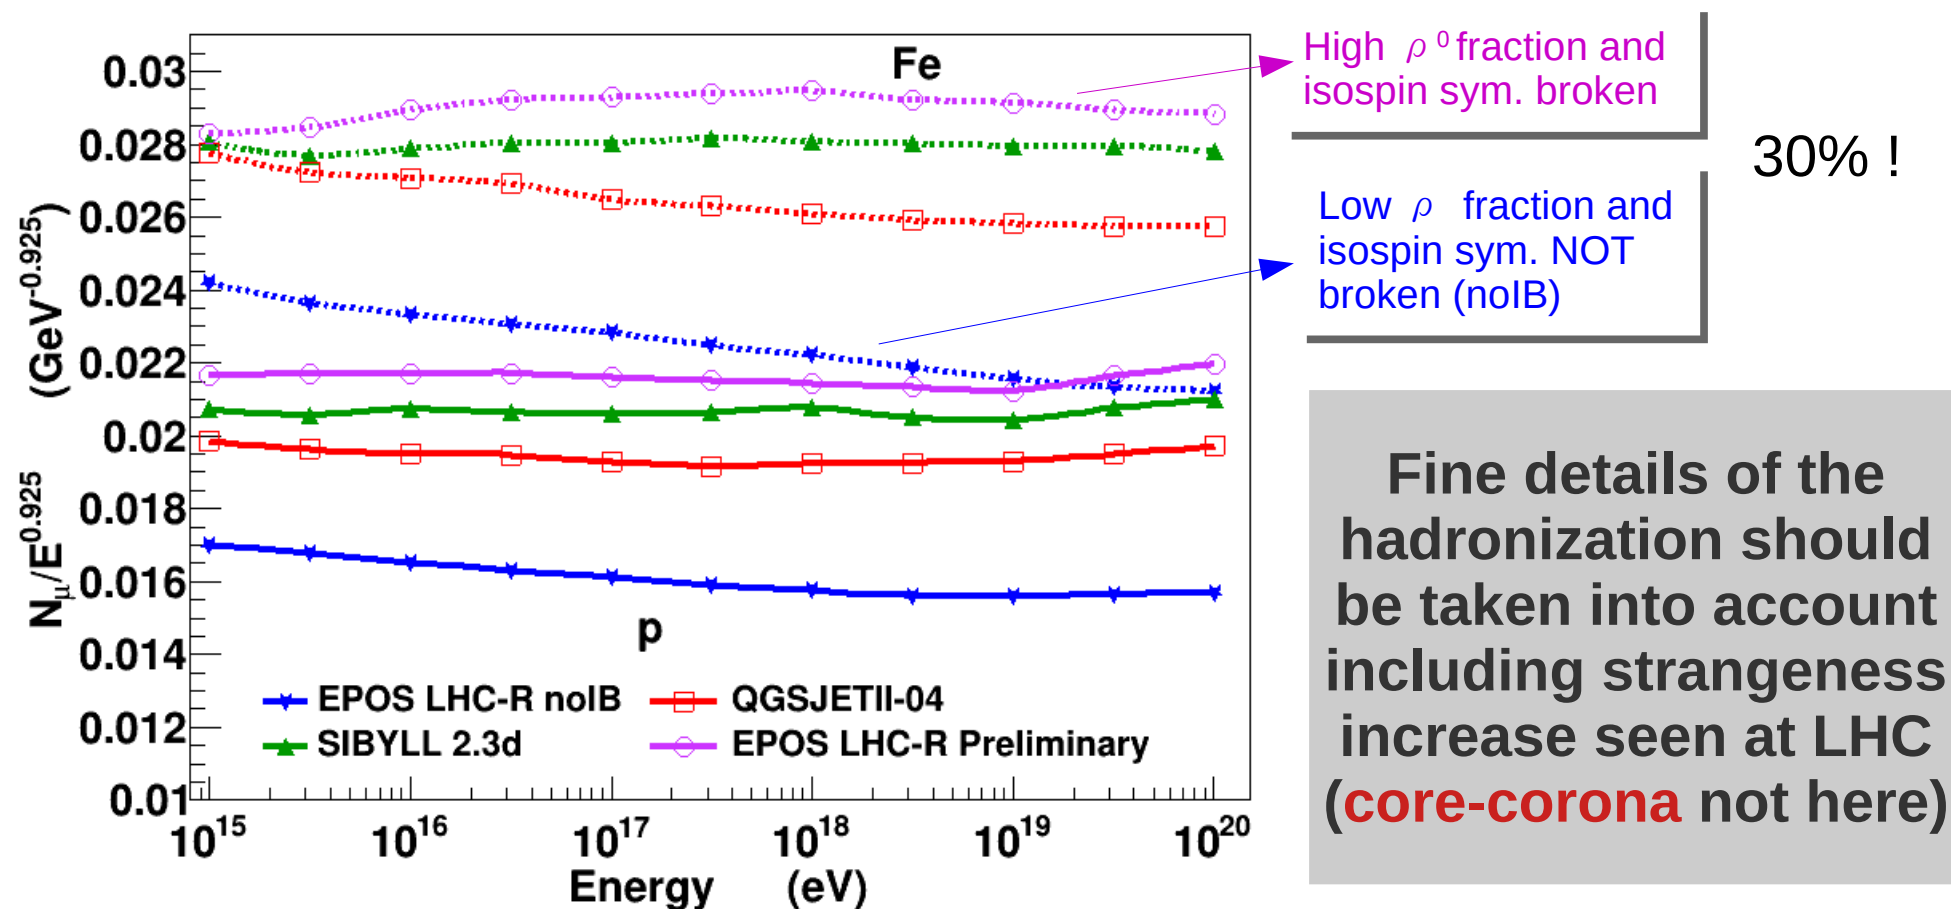 High ρ⁰ fraction and
isospin sym. broken
30% !
Low ρ fraction and
isospin sym. NOT
broken (noIB)
Fine details of the
hadronization should
be taken into account
including strangeness
increase seen at LHC
(core-corona not here)
Fe
p
N_μ/E^0.925 (GeV^-0.925)
0.03
0.028
0.026
0.024
0.022
0.02
0.018
0.016
0.014
0.012
0.01
EPOS LHC-R noIB
QGSJETII-04
SIBYLL 2.3d
EPOS LHC-R Preliminary
10^15 10^16 10^17 10^18 10^19 10^20
Energy (eV)